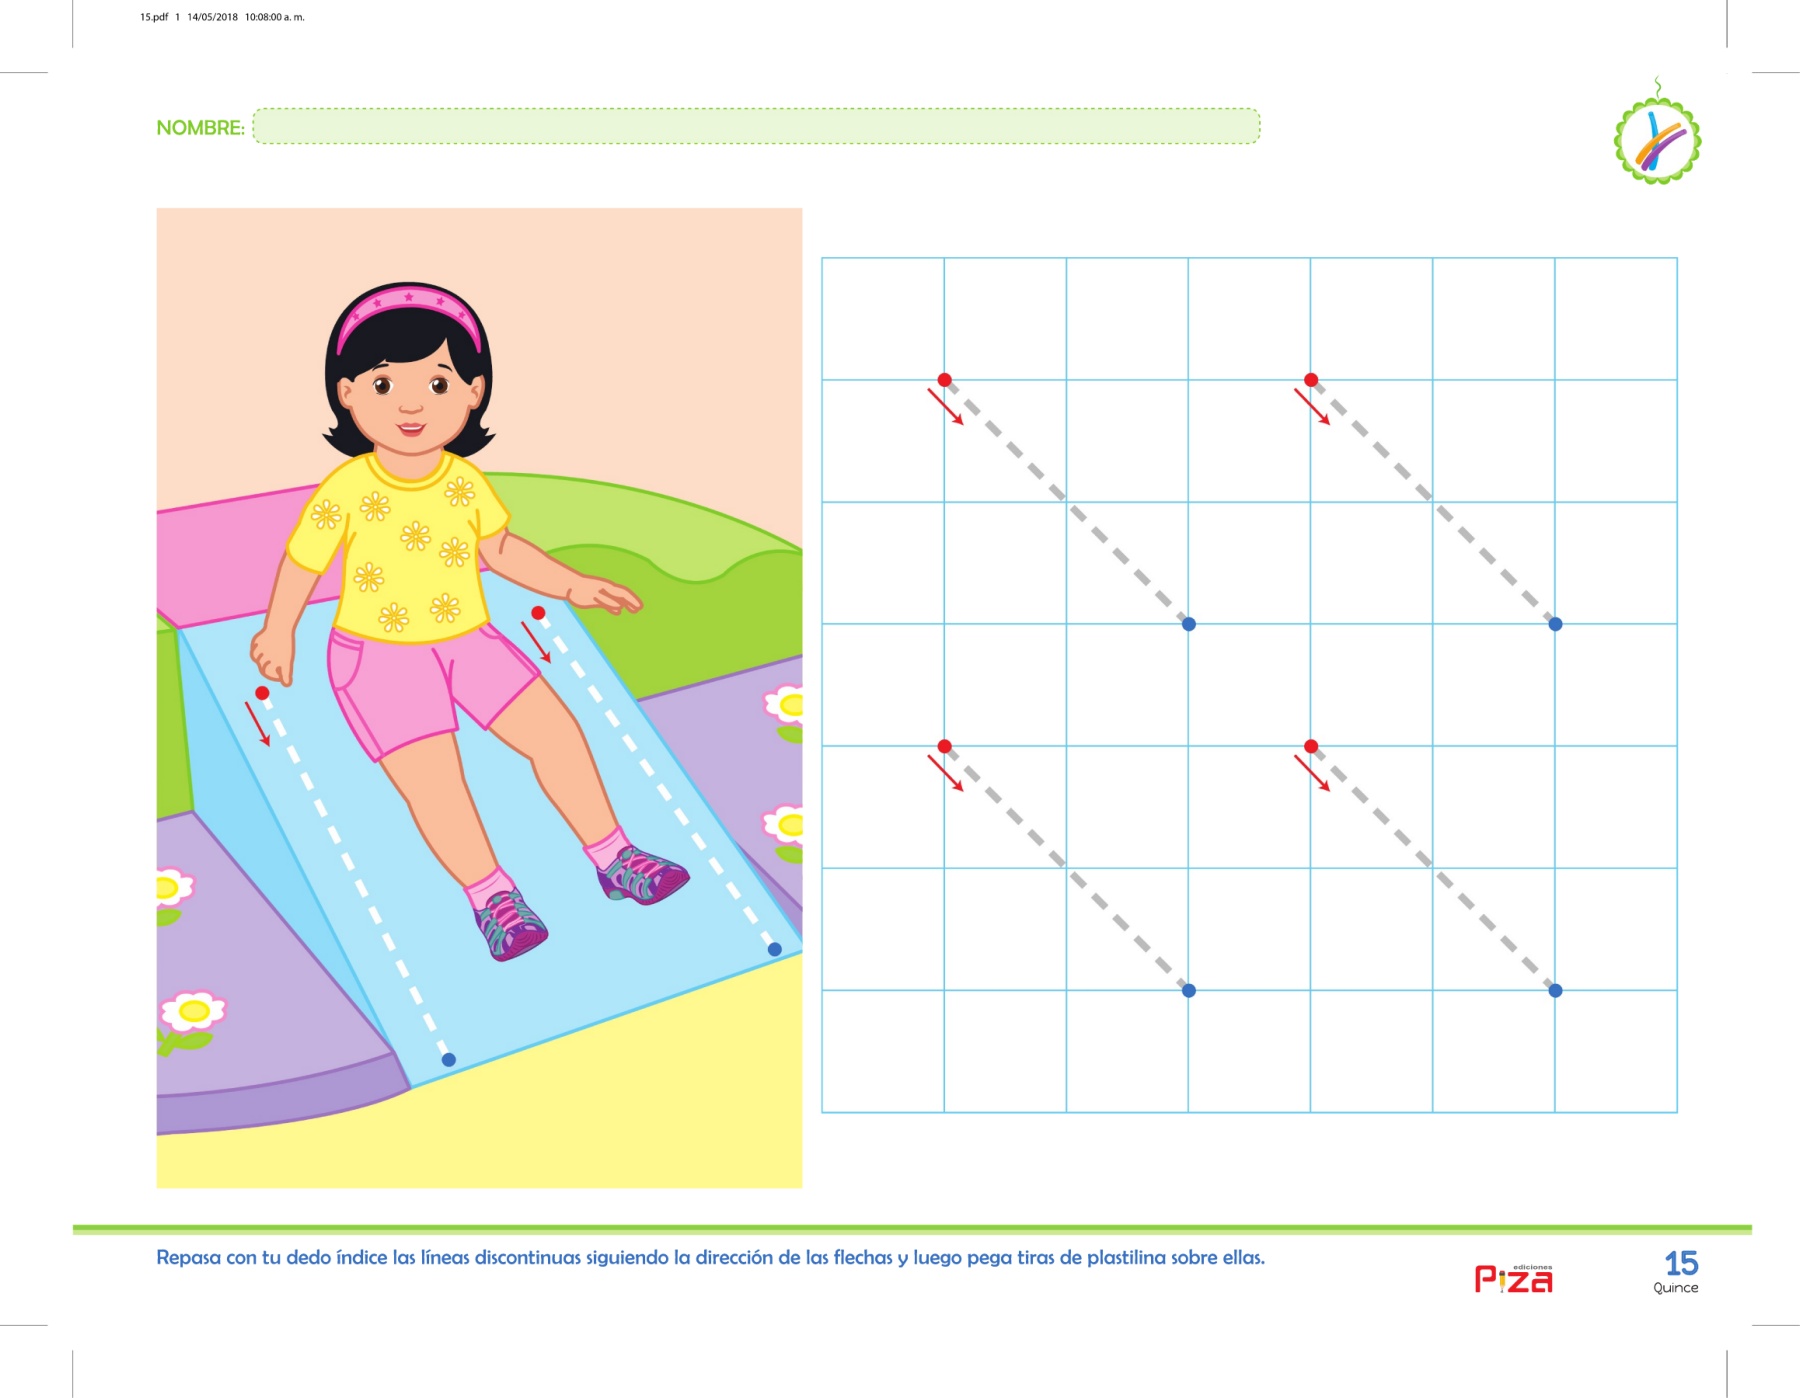 15.pdf 1 14/05/2018 10:08:00 a. m.
NOMBRE:
Repasa con tu dedo índice las líneas discontinuas siguiendo la dirección de las flechas y luego pega tiras de plastilina sobre ellas.
ediciones
Piza
15
Quince